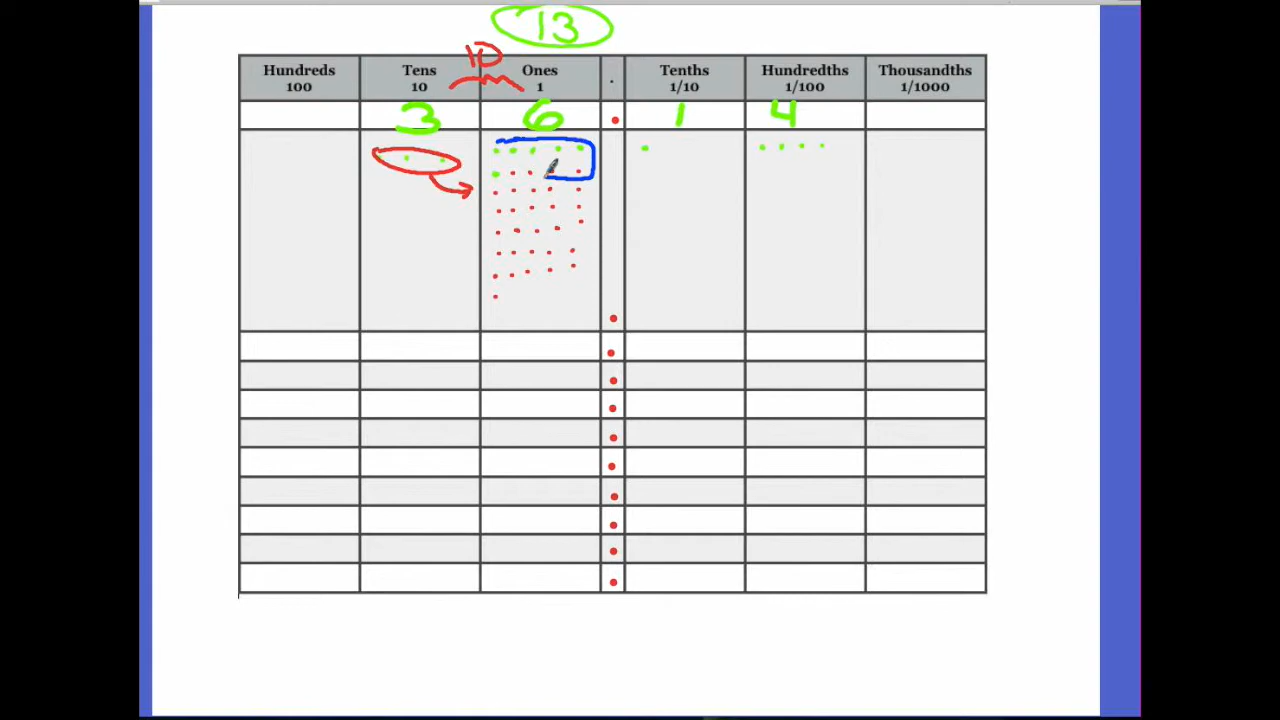 13
10
Hundreds Tens Ones . Tenths Hundredths Thousandths
100 10 1 1/10 1/100 1/1000
3 6 . 1 4